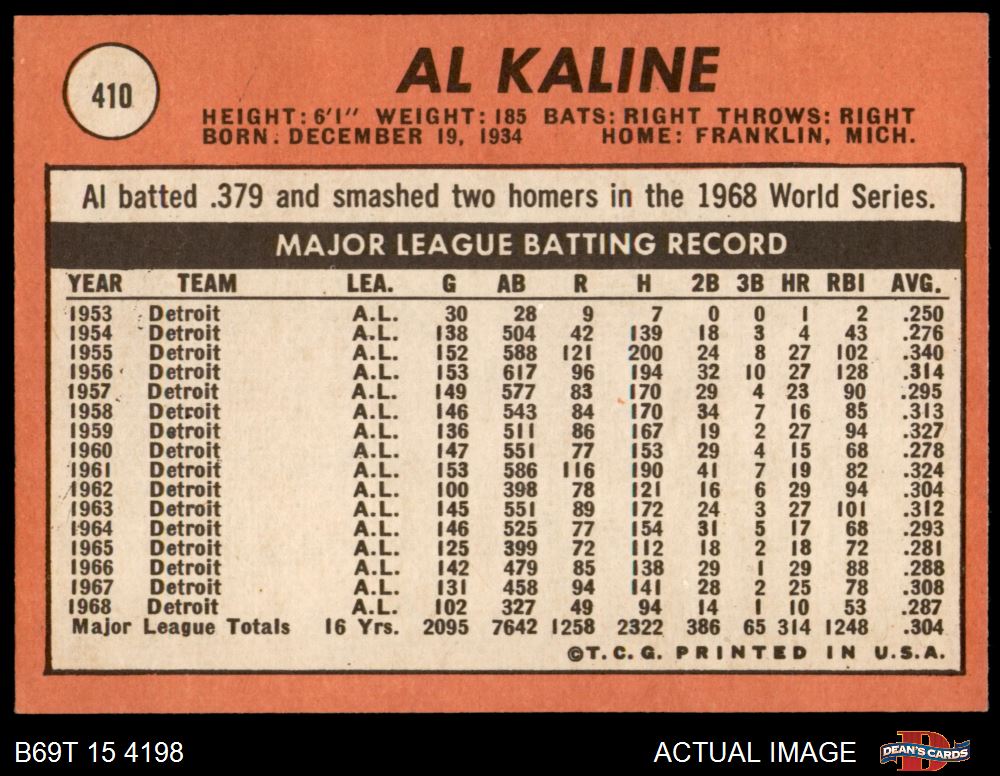 410
AL KALINE
HEIGHT: 6'1" WEIGHT: 185 BATS: RIGHT THROWS: RIGHT
BORN: DECEMBER 19, 1934 HOME: FRANKLIN, MICH.
Al batted .379 and smashed two homers in the 1968 World Series.
MAJOR LEAGUE BATTING RECORD
YEAR TEAM LEA. G AB R H 2B 3B HR RBI AVG.
1953 Detroit A.L. 30 28 9 7 0 0 1 2 .250
1954 Detroit A.L. 138 504 42 139 18 3 4 43 .276
1955 Detroit A.L. 152 588 121 200 24 8 27 102 .340
1956 Detroit A.L. 153 617 96 194 32 10 27 128 .314
1957 Detroit A.L. 149 577 83 170 29 4 23 90 .295
1958 Detroit A.L. 146 543 84 170 34 7 16 85 .313
1959 Detroit A.L. 136 511 86 167 19 2 27 94 .327
1960 Detroit A.L. 147 551 77 153 29 4 15 68 .278
1961 Detroit A.L. 153 586 116 190 41 7 19 82 .324
1962 Detroit A.L. 100 398 78 121 16 6 29 94 .304
1963 Detroit A.L. 145 551 89 172 24 3 27 101 .312
1964 Detroit A.L. 146 525 77 154 31 5 17 68 .293
1965 Detroit A.L. 125 399 72 112 18 2 18 72 .281
1966 Detroit A.L. 142 479 85 138 29 1 29 88 .288
1967 Detroit A.L. 131 458 94 141 28 2 25 78 .308
1968 Detroit A.L. 102 327 49 94 14 1 10 53 .287
Major League Totals 16 Yrs. 2095 7642 1258 2322 386 65 314 1248 .304
©T.C.G. PRINTED IN U.S.A.
B69T 15 4198 ACTUAL IMAGE D DEAN'S CARDS